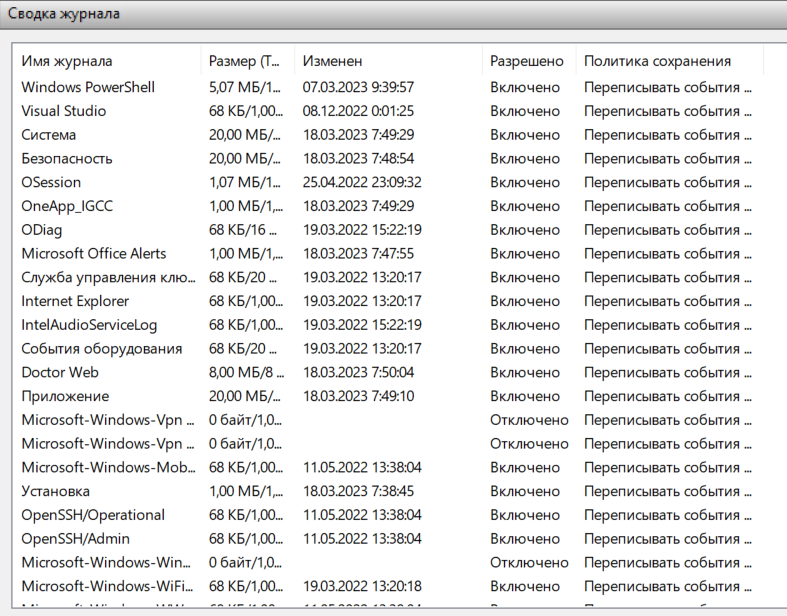 Сводка журнала
Имя журнала Размер (Т... Изменен Разрешено Политика сохранения
Windows PowerShell 5,07 МБ/1... 07.03.2023 9:39:57 Включено Переписывать события ...
Visual Studio 68 КБ/1,00... 08.12.2022 0:01:25 Включено Переписывать события ...
Система 20,00 МБ/... 18.03.2023 7:49:29 Включено Переписывать события ...
Безопасность 20,00 МБ/... 18.03.2023 7:48:54 Включено Переписывать события ...
OSession 1,07 МБ/1... 25.04.2022 23:09:32 Включено Переписывать события ...
OneApp_IGCC 1,00 МБ/1,... 18.03.2023 7:49:29 Включено Переписывать события ...
ODiag 68 КБ/16 ... 19.03.2022 15:22:19 Включено Переписывать события ...
Microsoft Office Alerts 1,00 МБ/1,... 18.03.2023 7:47:55 Включено Переписывать события ...
Служба управления клю... 68 КБ/20 ... 19.03.2022 13:20:17 Включено Переписывать события ...
Internet Explorer 68 КБ/1,00... 19.03.2022 13:20:17 Включено Переписывать события ...
IntelAudioServiceLog 68 КБ/1,00... 19.03.2022 15:22:19 Включено Переписывать события ...
События оборудования 68 КБ/20 ... 19.03.2022 13:20:17 Включено Переписывать события ...
Doctor Web 8,00 МБ/8 ... 18.03.2023 7:50:04 Включено Переписывать события ...
Приложение 20,00 МБ/... 18.03.2023 7:49:10 Включено Переписывать события ...
Microsoft-Windows-Vpn ... 0 байт/1,0... Отключено Переписывать события ...
Microsoft-Windows-Vpn ... 0 байт/1,0... Отключено Переписывать события ...
Microsoft-Windows-Mob... 68 КБ/1,00... 11.05.2022 13:38:04 Включено Переписывать события ...
Установка 1,00 МБ/1,... 18.03.2023 7:38:45 Включено Переписывать события ...
OpenSSH/Operational 68 КБ/1,00... 11.05.2022 13:38:04 Включено Переписывать события ...
OpenSSH/Admin 68 КБ/1,00... 11.05.2022 13:38:04 Включено Переписывать события ...
Microsoft-Windows-Win... 0 байт/1,0... Отключено Переписывать события ...
Microsoft-Windows-WiFi... 68 КБ/1,00... 19.03.2022 13:20:18 Включено Переписывать события ...